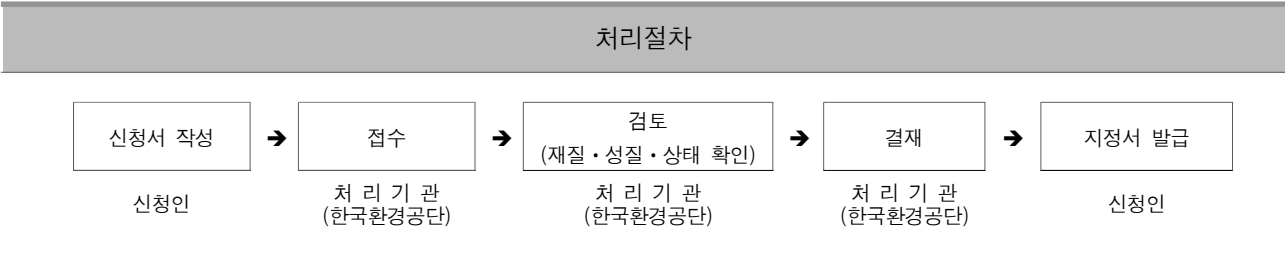 처리절차
신청서 작성 ➔ 접수 ➔ 검토 ➔ 결재 ➔ 지정서 발급
(재질·성질·상태 확인)
신청인 처 리 기 관 처 리 기 관 처 리 기 관 신청인
(한국환경공단) (한국환경공단) (한국환경공단)